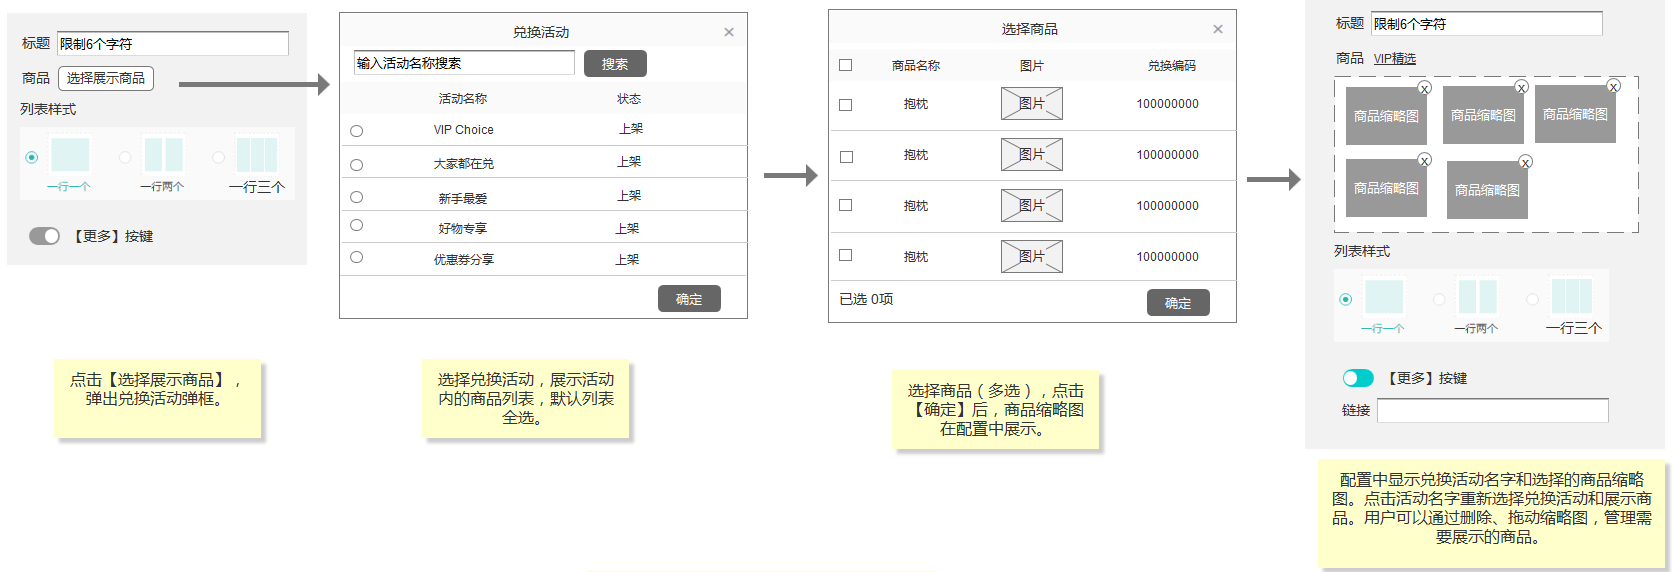 标题 限制6个字符
商品 选择展示商品
列表样式
一行一个 一行两个 一行三个
【更多】按键
点击【选择展示商品】，
弹出兑换活动弹框。
兑换活动 ×
输入活动名称搜索 搜索
活动名称 状态
VIP Choice 上架
大家都在兑 上架
新手最爱 上架
好物专享 上架
优惠券分享 上架
确定
选择兑换活动，展示活动
内的商品列表，默认列表
全选。
选择商品 ×
商品名称 图片 兑换编码
抱枕 图片 100000000
抱枕 图片 100000000
抱枕 图片 100000000
抱枕 图片 100000000
已选 0项 确定
选择商品（多选），点击
【确定】后，商品缩略图
在配置中展示。
标题 限制6个字符
商品 VIP精选
x x x
商品缩略图 商品缩略图 商品缩略图
x x
商品缩略图 商品缩略图
列表样式
一行一个 一行两个 一行三个
【更多】按键
链接
配置中显示兑换活动名字和选择的商品缩略
图。点击活动名字重新选择兑换活动和展示商
品。用户可以通过删除、拖动缩略图，管理需
要展示的商品。